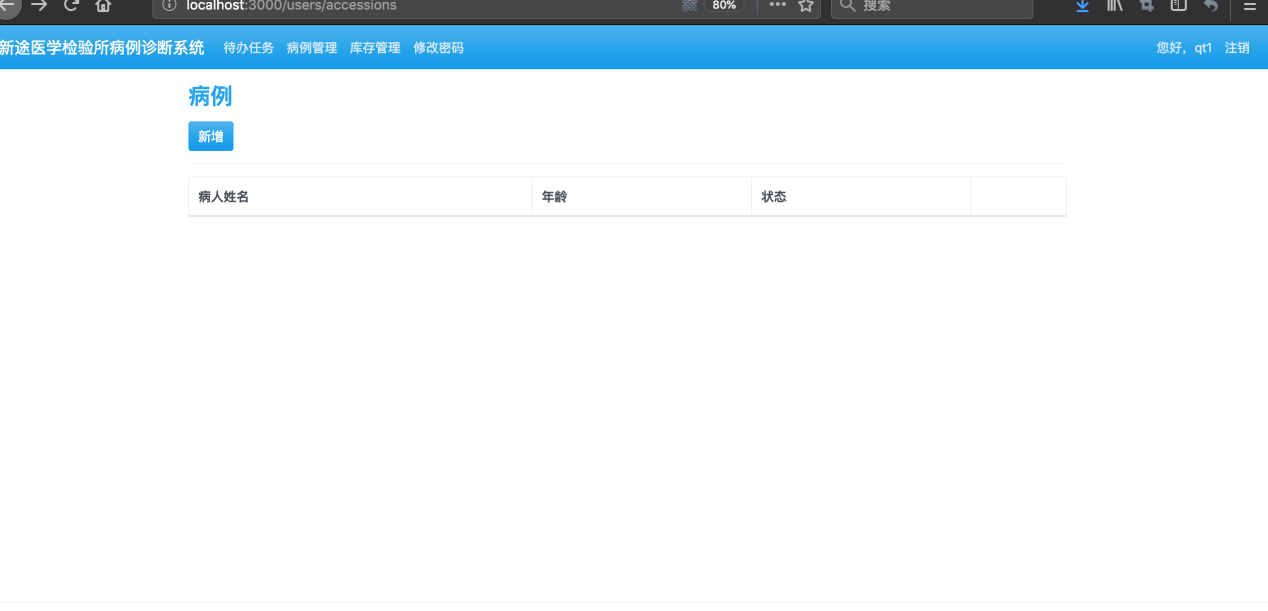 localhost:3000/users/accessions 80% 搜索
新途医学检验所病例诊断系统 待办任务 病例管理 库存管理 修改密码 您好，qt1 注销
病例
新增
病人姓名 年龄 状态